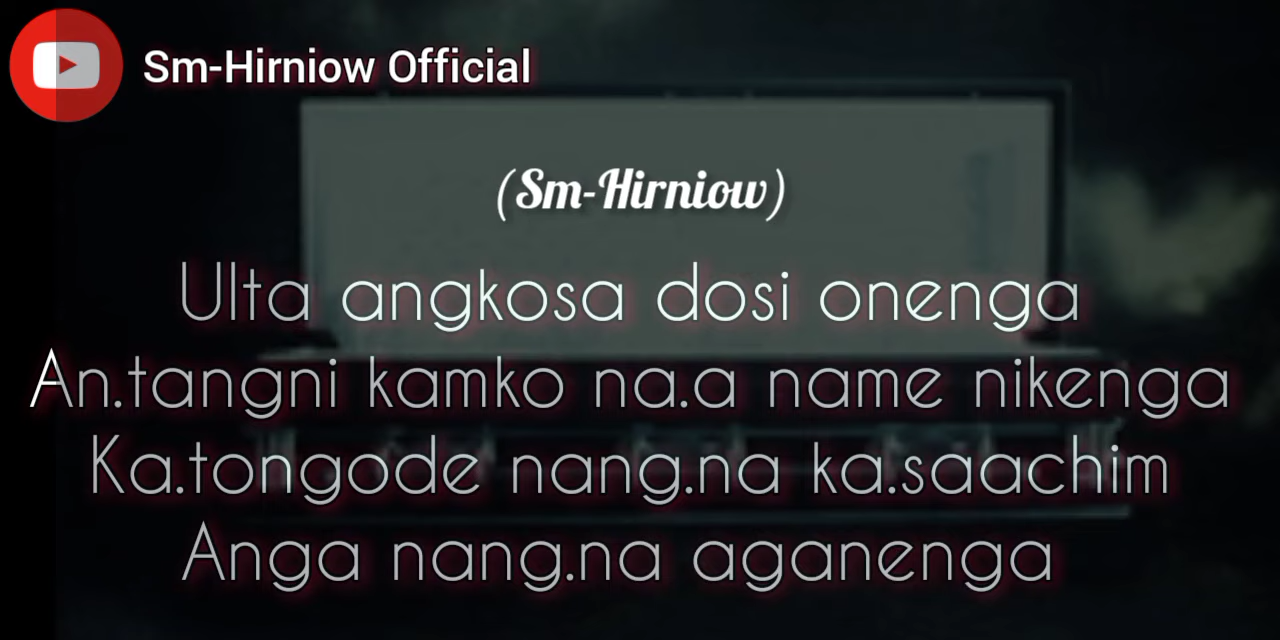 Sm-Hirniow Official
(Sm-Hirniow)
Ulta angkosa dosi onenga
An.tangni kamko na.a name nikenga
Ka.tongode nang.na ka.saachim
Anga nang.na aganenga